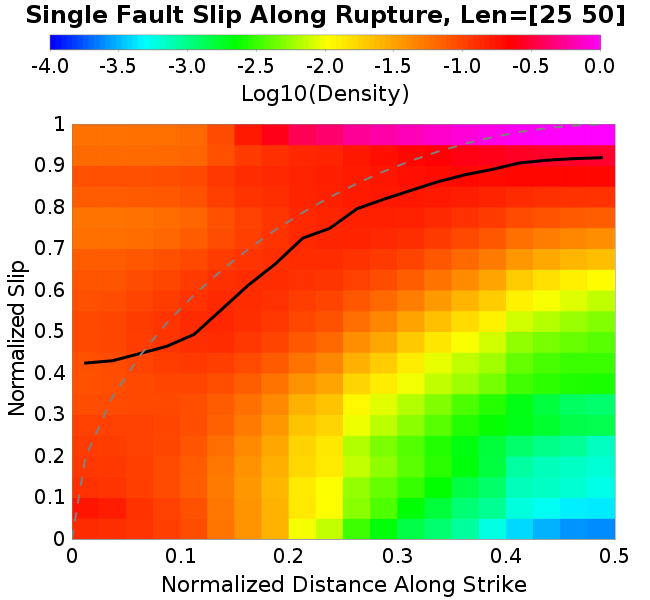 Single Fault Slip Along Rupture, Len=[25 50]
-4.0 -3.5 -3.0 -2.5 -2.0 -1.5 -1.0 -0.5 0.0
Log10(Density)
Normalized Slip
1
0.9
0.8
0.7
0.6
0.5
0.4
0.3
0.2
0.1
0
0 0.1 0.2 0.3 0.4 0.5
Normalized Distance Along Strike